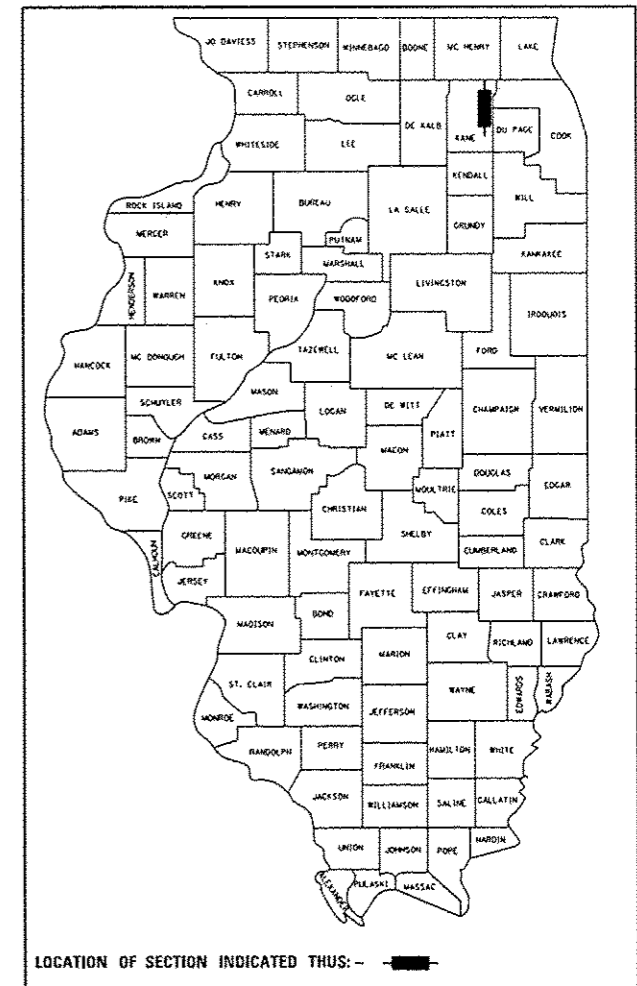 JO DAVIESS STEPHENSON WINNEBAGO BOONE MC HENRY LAKE
CARROLL OGLE DE KALB KANE DU PAGE COOK
WHITESIDE LEE
KENDALL
ROCK ISLAND HENRY BUREAU LA SALLE GRUNDY WILL
MERCER PUTNAM KANKAKEE
STARK MARSHALL
HENDERSON WARREN KNOX PEORIA WOODFORD LIVINGSTON IROQUOIS
HANCOCK MC DONOUGH FULTON TAZEWELL MC LEAN FORD
SCHUYLER MASON
ADAMS BROWN CASS MENARD LOGAN DE WITT PIATT CHAMPAIGN VERMILION
MACON
PIKE SCOTT MORGAN SANGAMON CHRISTIAN MOULTRIE DOUGLAS EDGAR
COLES
CALHOUN GREENE MACOUPIN MONTGOMERY SHELBY CUMBERLAND CLARK
JERSEY
MADISON BOND FAYETTE EFFINGHAM JASPER CRAWFORD
CLAY RICHLAND LAWRENCE
CLINTON MARION
ST. CLAIR WAYNE EDWARDS WABASH
WASHINGTON JEFFERSON
MONROE
RANDOLPH PERRY HAMILTON WHITE
FRANKLIN
JACKSON WILLIAMSON SALINE GALLATIN
UNION JOHNSON POPE HARDIN
ALEXANDER PULASKI MASSAC
LOCATION OF SECTION INDICATED THUS: -